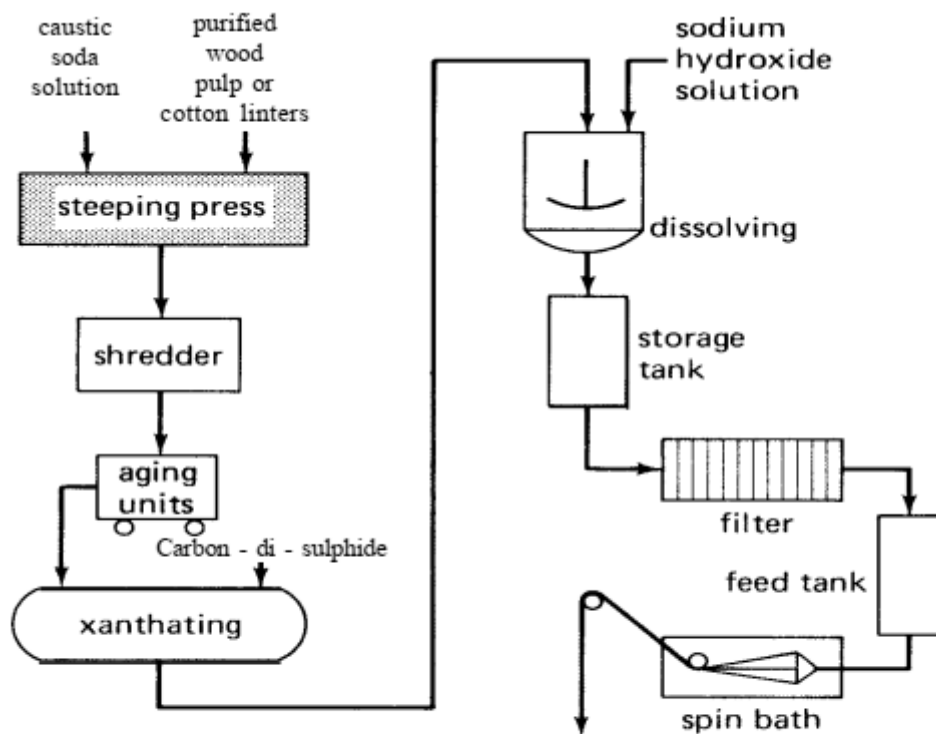 caustic
soda
solution
purified
wood
pulp or
cotton linters
steeping press
shredder
aging
units
Carbon - di - sulphide
xanthating
sodium
hydroxide
solution
dissolving
storage
tank
filter
feed tank
spin bath